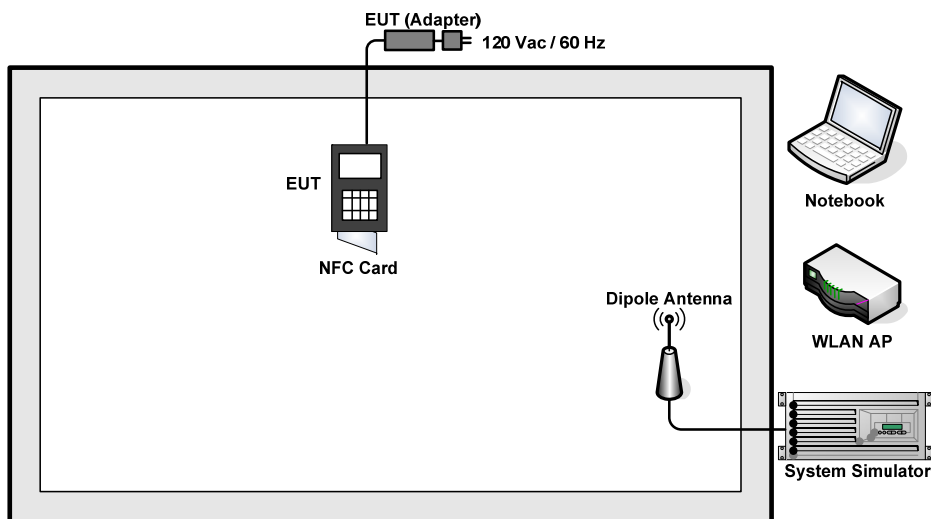 EUT (Adapter)
120 Vac / 60 Hz
EUT
NFC Card
Notebook
Dipole Antenna
WLAN AP
System Simulator